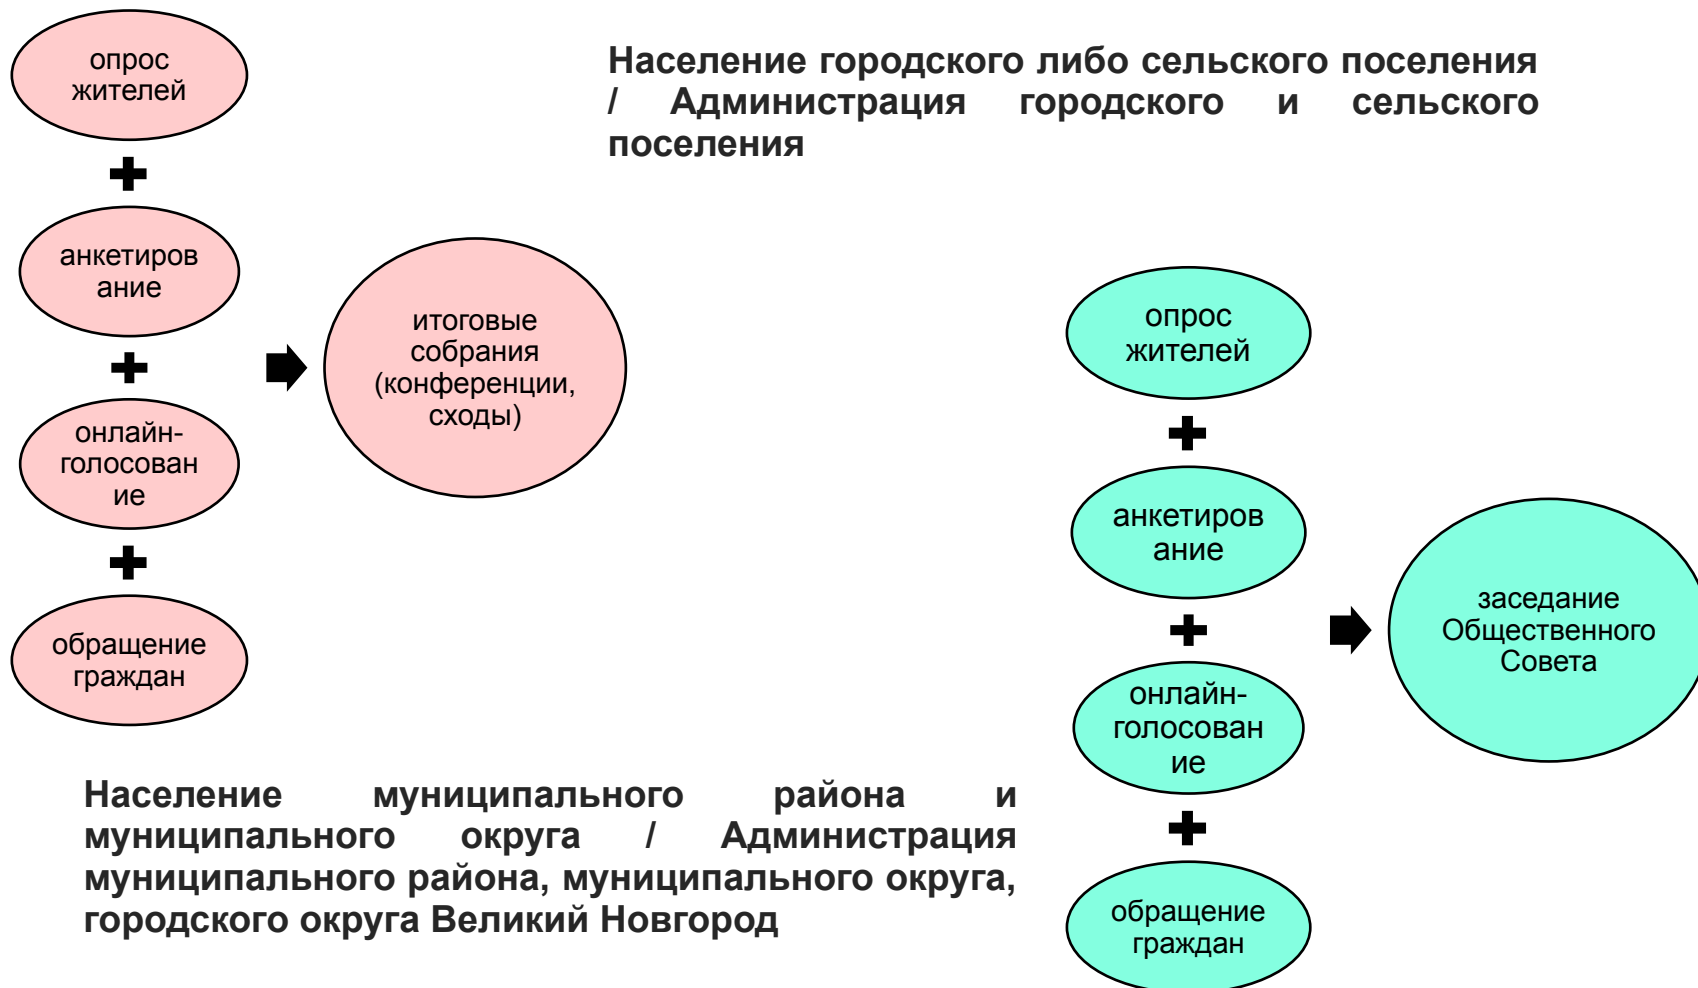 опрос
жителей
анкетиров
ание
онлайн-
голосован
ие
обращение
граждан
итоговые
собрания
(конференции,
сходы)
Население городского либо сельского поселения
/ Администрация городского и сельского
поселения
Население муниципального района и
муниципального округа / Администрация
муниципального района, муниципального округа,
городского округа Великий Новгород
опрос
жителей
анкетиров
ание
онлайн-
голосован
ие
обращение
граждан
заседание
Общественного
Совета